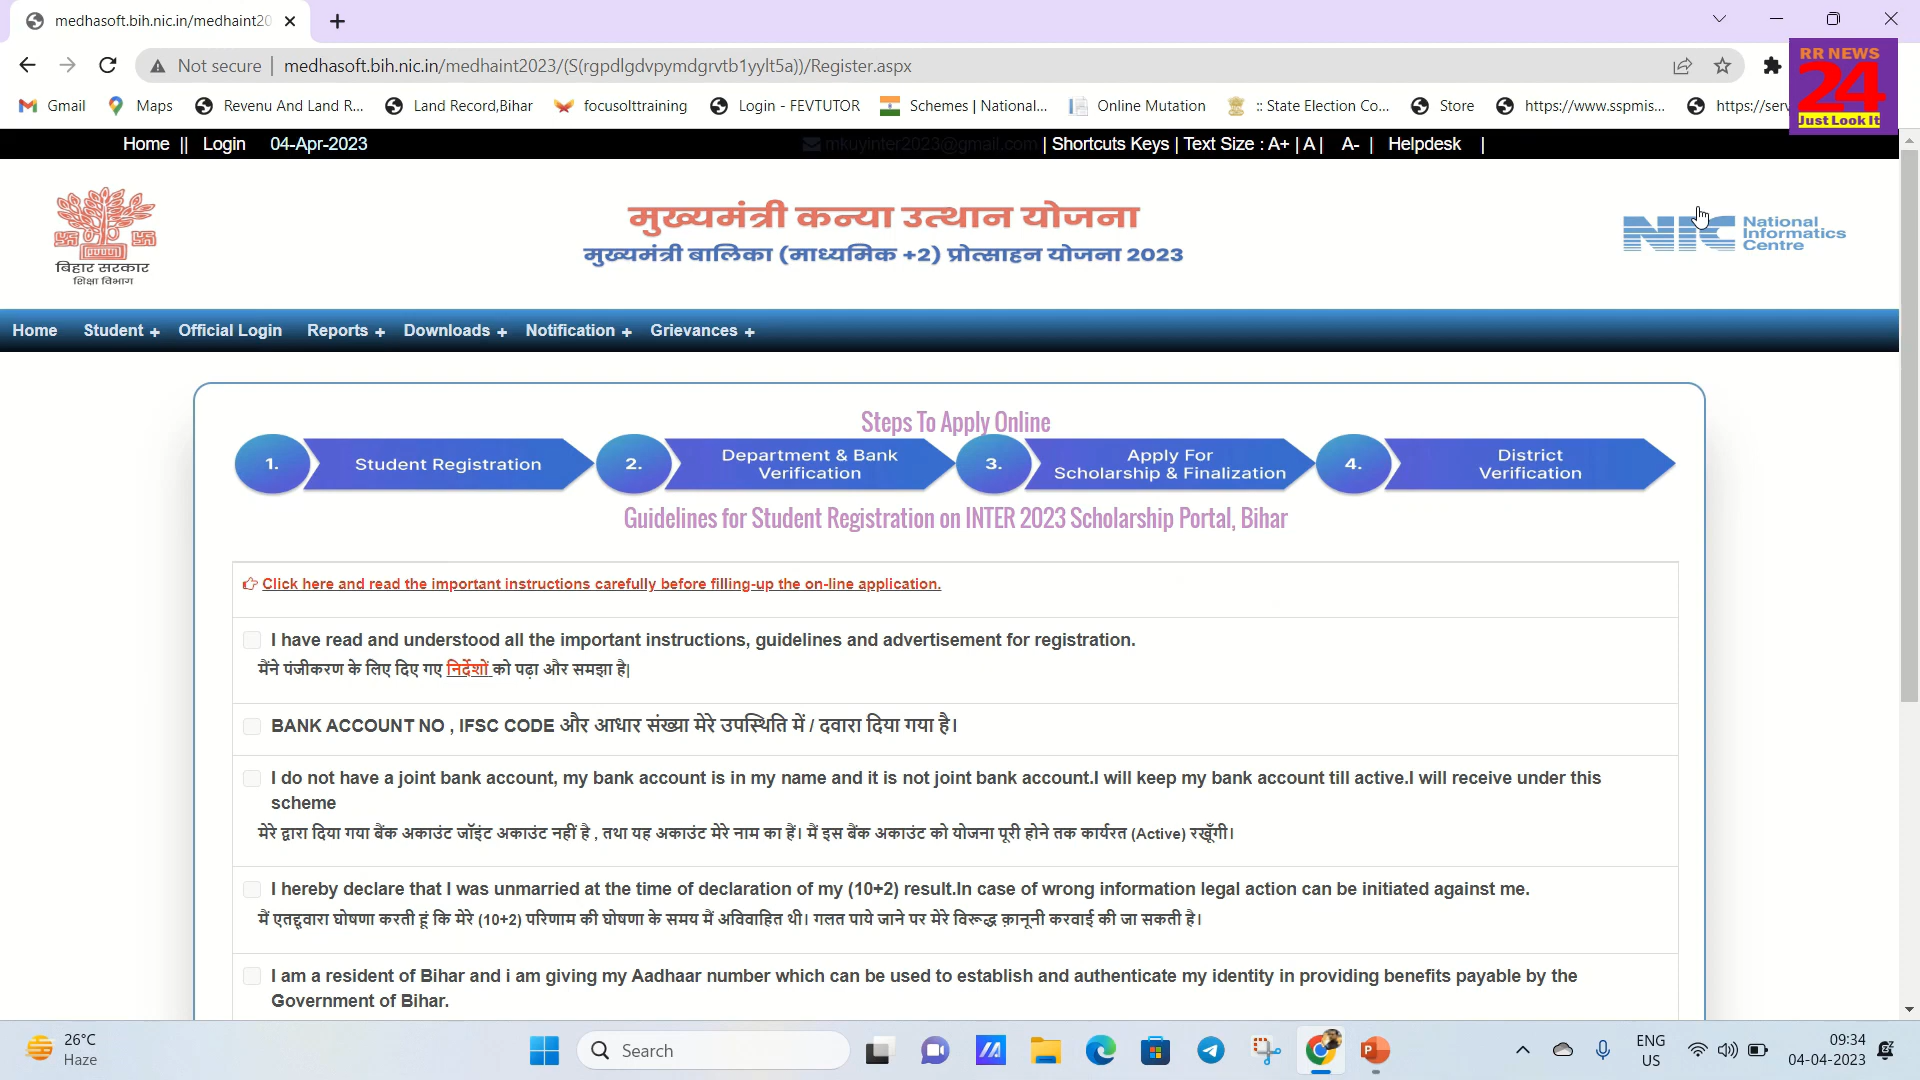 medhasoft.bih.nic.in/medhaint20
Not secure | medhasoft.bih.nic.in/medhaint2023/(S(rgpdlgdvpymdgrvtb1yylt5a))/Register.aspx
RR NEWS
24
Just Look It
Gmail Maps Revenu And Land R... Land Record,Bihar focusolttraining Login - FEVTUTOR Schemes | National... Online Mutation :: State Election Co... Store https://www.sspmis... https://serv
Home || Login 04-Apr-2023 mkuyinter2023@gmail.com | Shortcuts Keys | Text Size : A+ | A | A- | Helpdesk |
बिहार सरकार
शिक्षा विभाग
मुख्यमंत्री कन्या उत्थान योजना
मुख्यमंत्री बालिका (माध्यमिक +2) प्रोत्साहन योजना 2023
NIC National
Informatics
Centre
Home Student + Official Login Reports + Downloads + Notification + Grievances +
Steps To Apply Online
1. Student Registration
2. Department & Bank
Verification
3. Apply For
Scholarship & Finalization
4. District
Verification
Guidelines for Student Registration on INTER 2023 Scholarship Portal, Bihar
Click here and read the important instructions carefully before filling-up the on-line application.
I have read and understood all the important instructions, guidelines and advertisement for registration.
मैंने पंजीकरण के लिए दिए गए निर्देशों को पढ़ा और समझा है|
BANK ACCOUNT NO , IFSC CODE और आधार संख्या मेरे उपस्थिति में / दवारा दिया गया है।
I do not have a joint bank account, my bank account is in my name and it is not joint bank account.I will keep my bank account till active.I will receive under this
scheme
मेरे द्वारा दिया गया बैंक अकाउंट जॉइंट अकाउंट नहीं है , तथा यह अकाउंट मेरे नाम का हैं। मैं इस बैंक अकाउंट को योजना पूरी होने तक कार्यरत (Active) रखूँगी।
I hereby declare that I was unmarried at the time of declaration of my (10+2) result.In case of wrong information legal action can be initiated against me.
मैं एतद्द्वारा घोषणा करती हूं कि मेरे (10+2) परिणाम की घोषणा के समय मैं अविवाहित थी। गलत पाये जाने पर मेरे विरूद्ध क़ानूनी करवाई की जा सकती है।
I am a resident of Bihar and i am giving my Aadhaar number which can be used to establish and authenticate my identity in providing benefits payable by the
Government of Bihar.
26°C
Haze
Search
ENG
US
09:34
04-04-2023